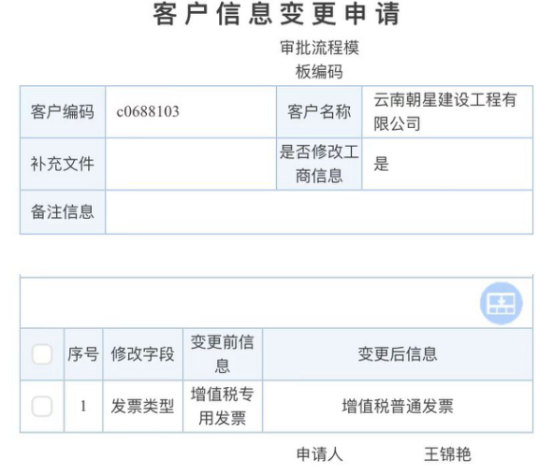 客户信息变更申请
审批流程模
板编码
客户编码 c0688103 客户名称 云南朝星建设工程有
限公司
补充文件 是否修改工
商信息 是
备注信息
序号 修改字段 变更前信
息 变更后信息
1 发票类型 增值税专
用发票 增值税普通发票
申请人 王锦艳